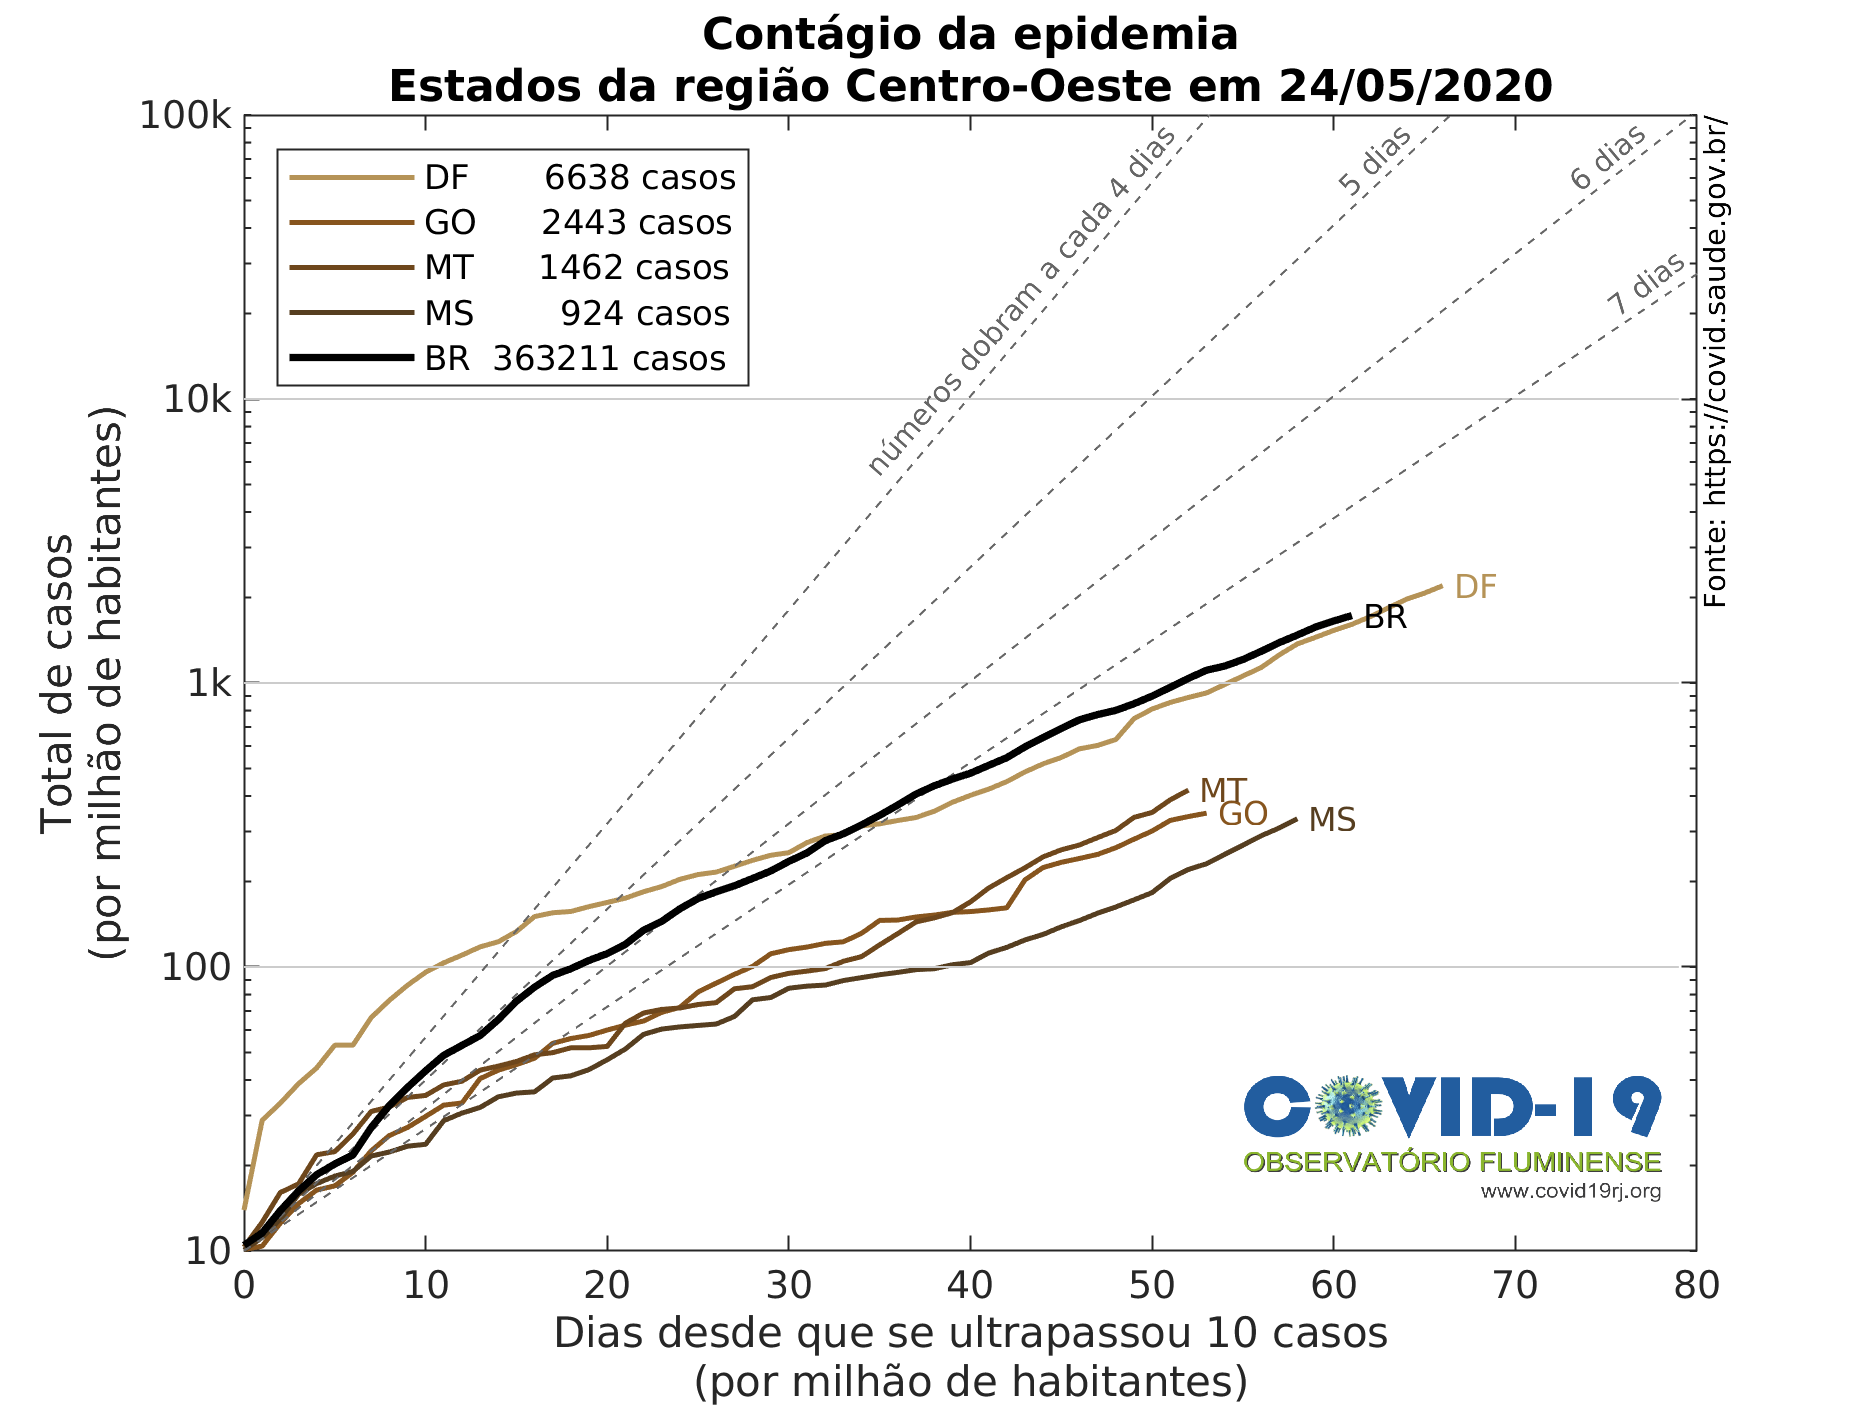 Contágio da epidemia
Estados da região Centro-Oeste em 24/05/2020
100k
10k
1k
100
10
Total de casos
(por milhão de habitantes)
DF 6638 casos
GO 2443 casos
MT 1462 casos
MS 924 casos
BR 363211 casos
números dobram a cada 4 dias
5 dias
6 dias
7 dias
DF
BR
MT
GO
MS
Fonte: https://covid.saude.gov.br/
COVID-19
OBSERVATÓRIO FLUMINENSE
www.covid19rj.org
0 10 20 30 40 50 60 70 80
Dias desde que se ultrapassou 10 casos
(por milhão de habitantes)